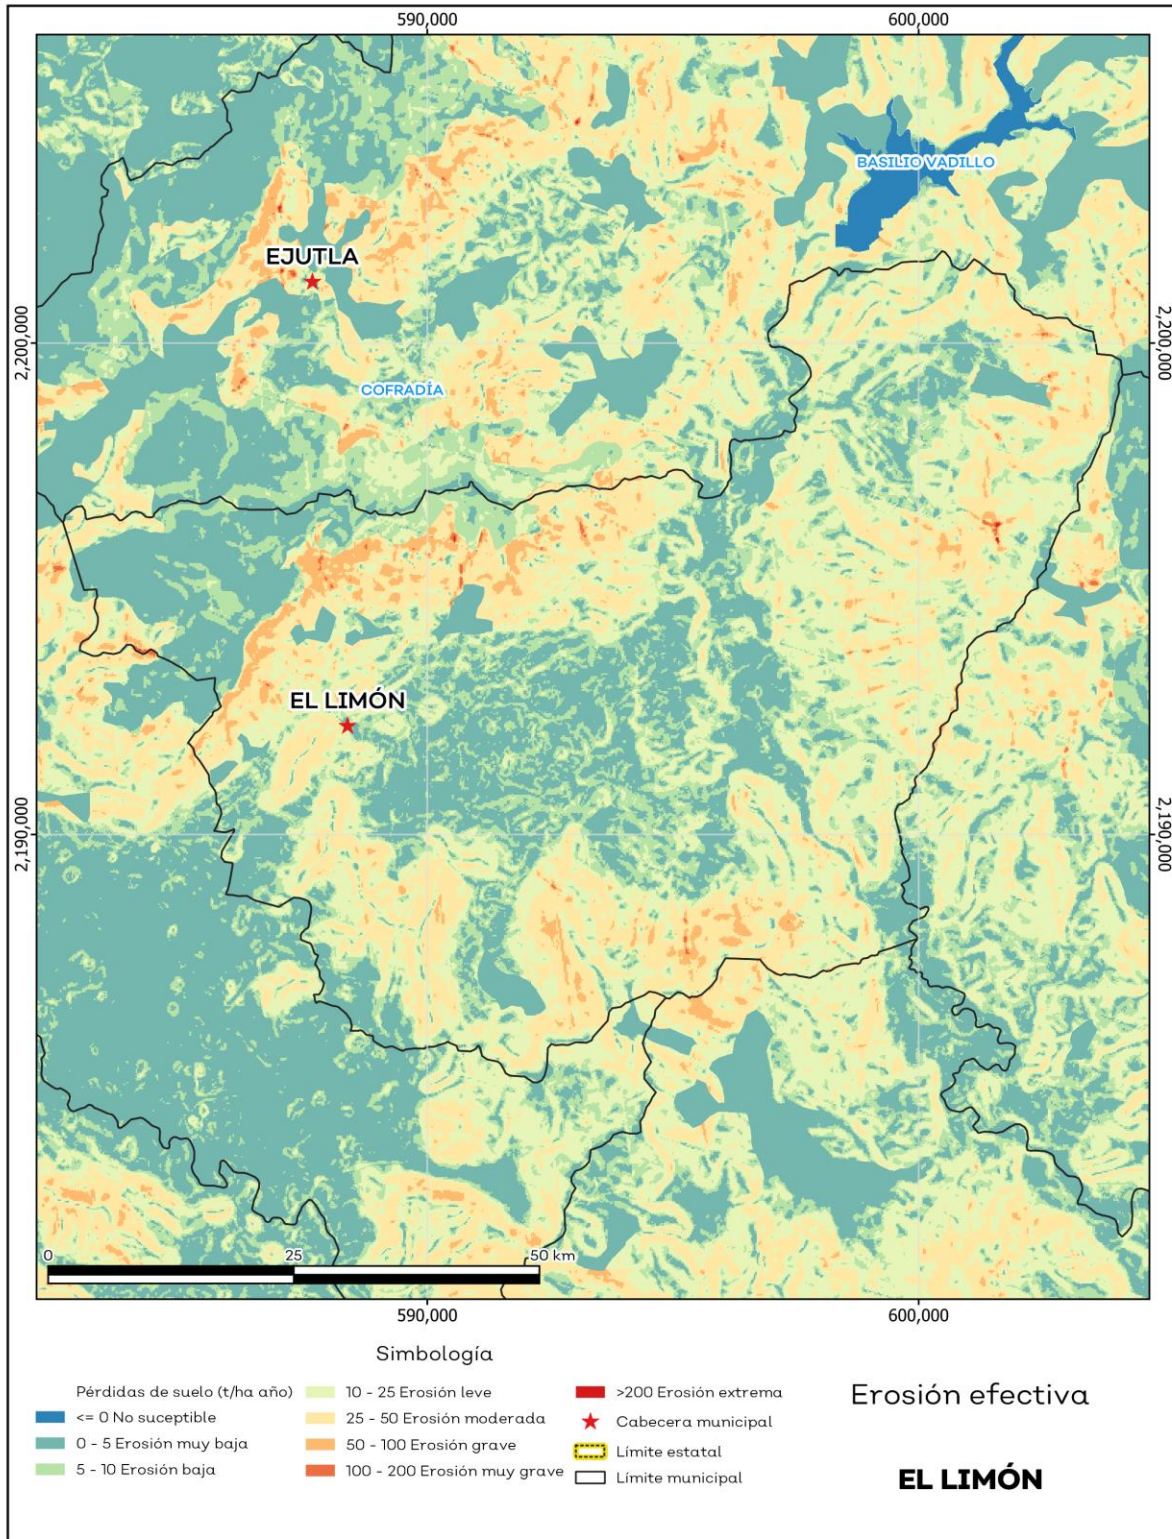 590,000
600,000
BASILIO VADILLO
EJUTLA
2,200,000
2,200,000
COFRADÍA
EL LIMÓN
2,190,000
2,190,000
0
25
50 km
590,000
600,000
Simbología
Pérdidas de suelo (t/ha año)
<= 0 No suceptible
0 - 5 Erosión muy baja
5 - 10 Erosión baja
10 - 25 Erosión leve
25 - 50 Erosión moderada
50 - 100 Erosión grave
100 - 200 Erosión muy grave
>200 Erosión extrema
Cabecera municipal
Límite estatal
Límite municipal
Erosión efectiva
EL LIMÓN